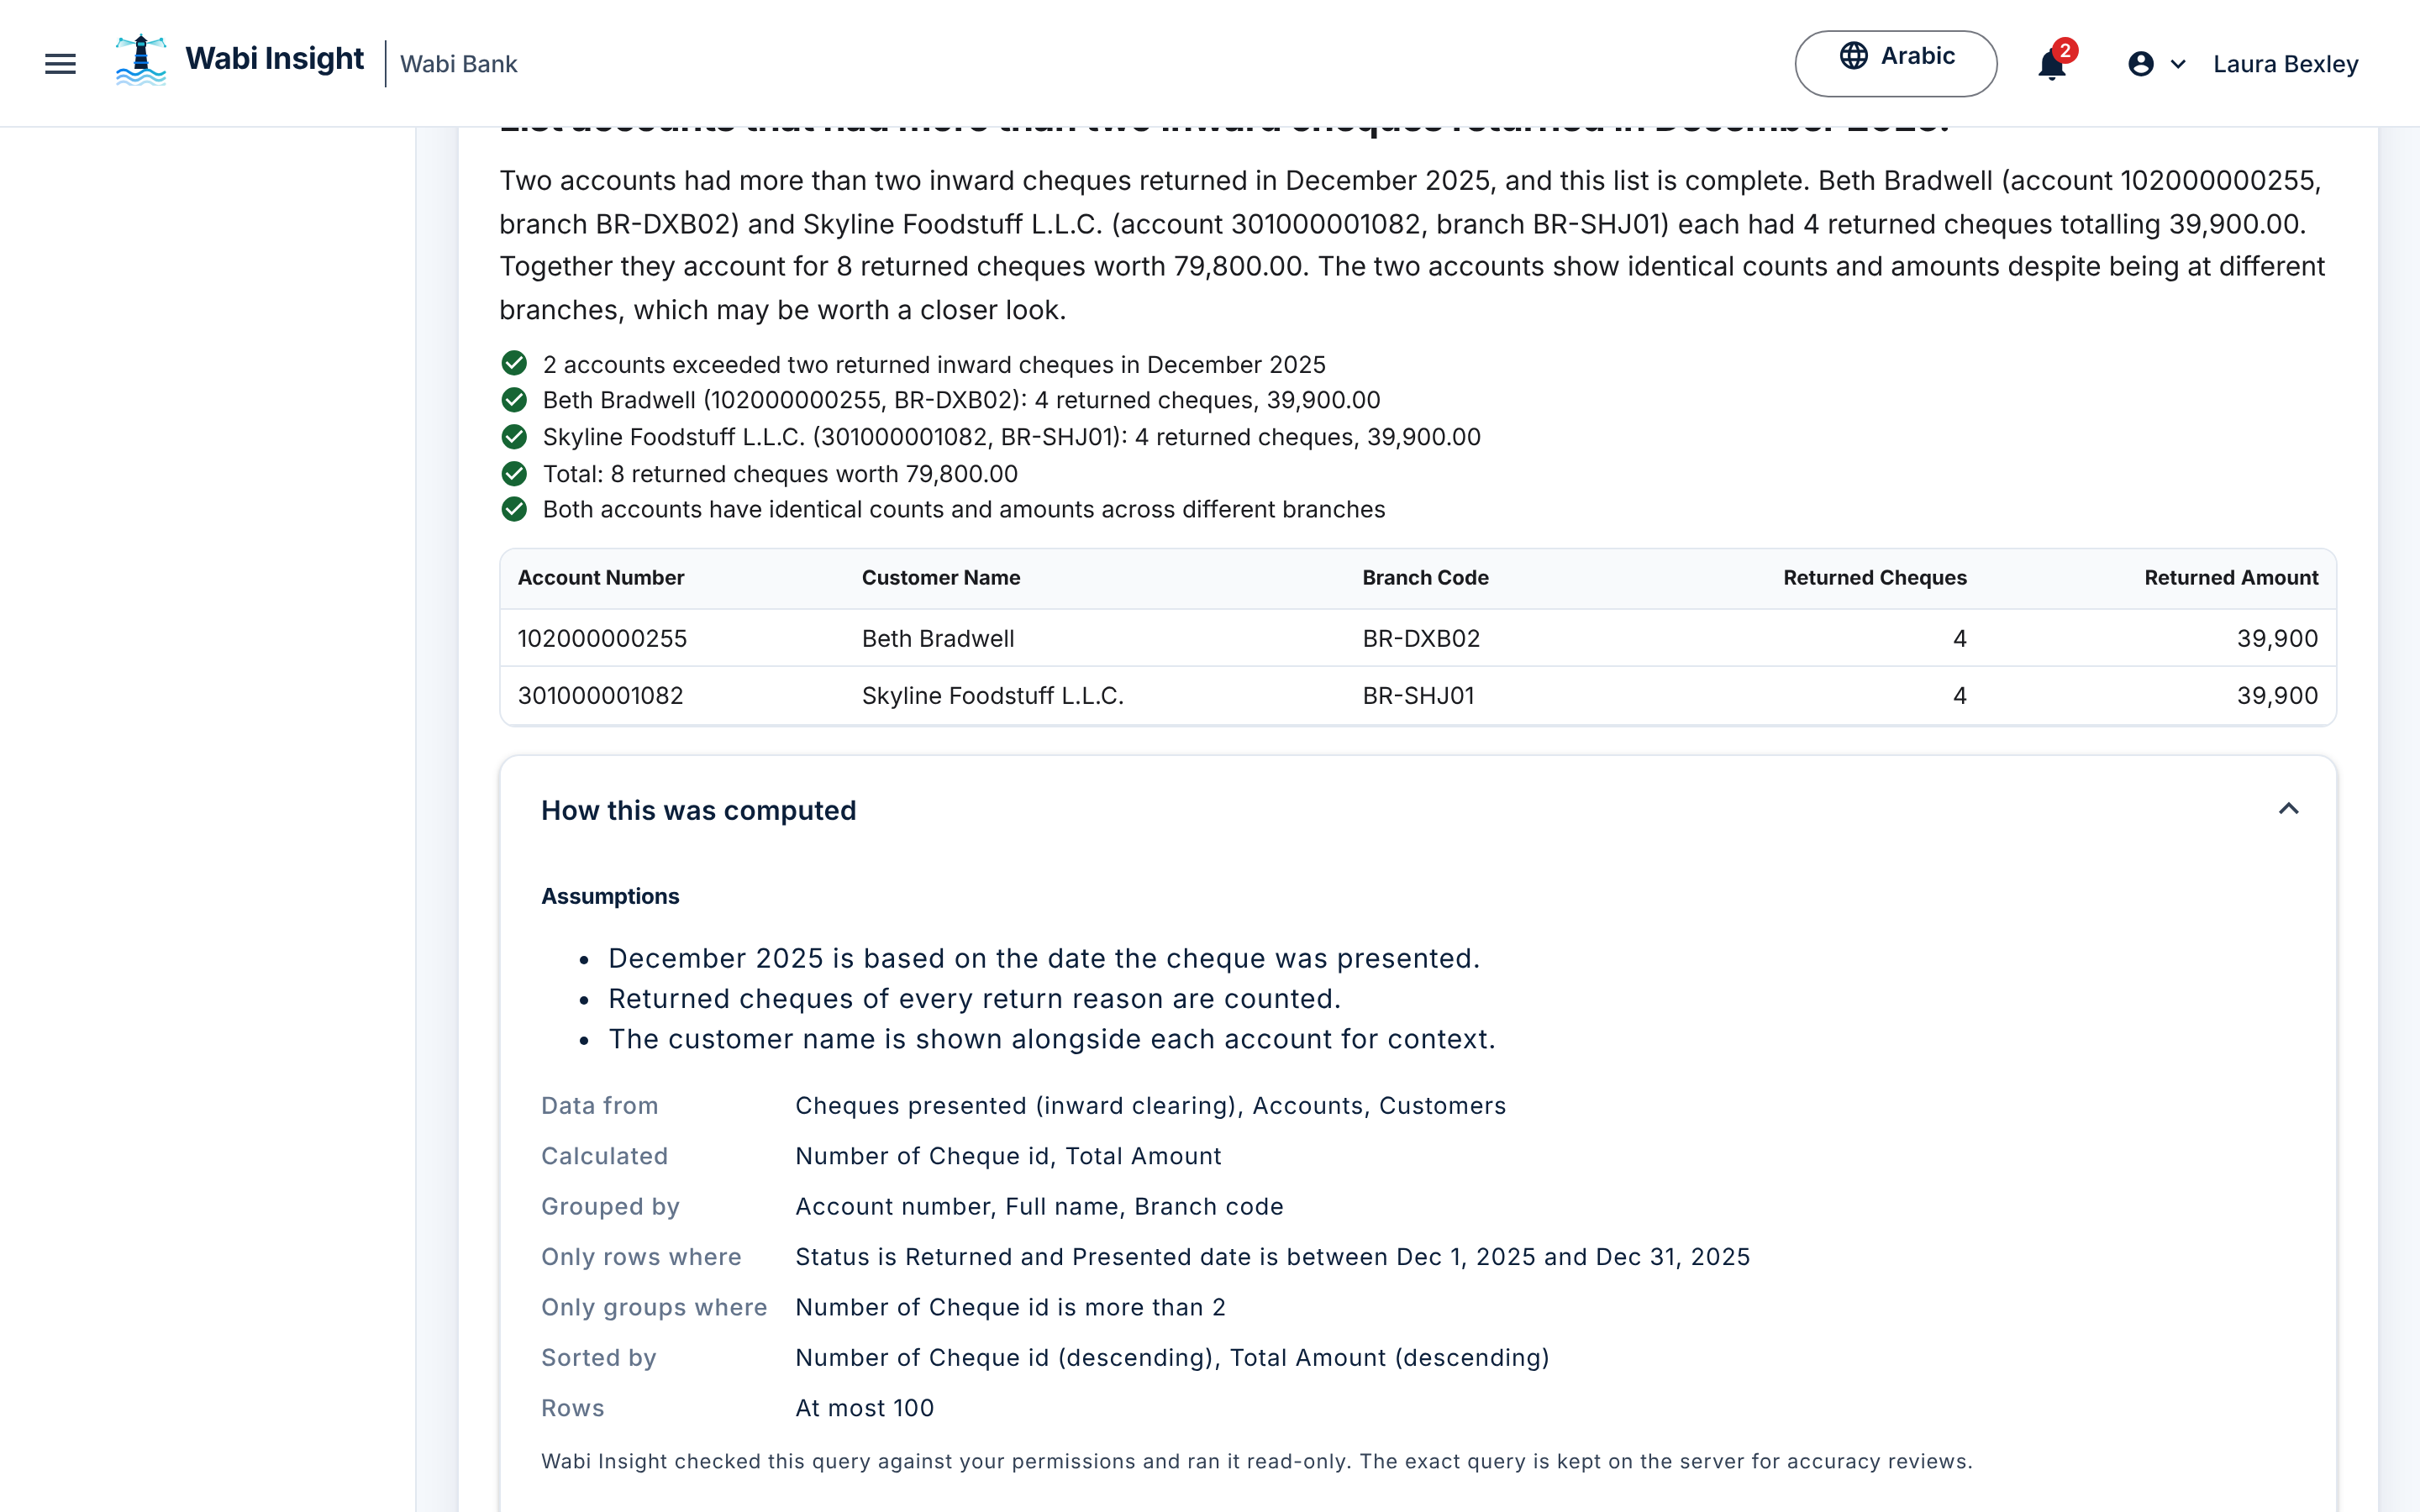 Wabi Insight
Wabi Bank
Arabic
2
Laura Bexley
List accounts that had more than two inward cheques returned in December 2025.
Two accounts had more than two inward cheques returned in December 2025, and this list is complete. Beth Bradwell (account 102000000255,
branch BR-DXB02) and Skyline Foodstuff L.L.C. (account 301000001082, branch BR-SHJ01) each had 4 returned cheques totalling 39,900.00.
Together they account for 8 returned cheques worth 79,800.00. The two accounts show identical counts and amounts despite being at different
branches, which may be worth a closer look.
2 accounts exceeded two returned inward cheques in December 2025
Beth Bradwell (102000000255, BR-DXB02): 4 returned cheques, 39,900.00
Skyline Foodstuff L.L.C. (301000001082, BR-SHJ01): 4 returned cheques, 39,900.00
Total: 8 returned cheques worth 79,800.00
Both accounts have identical counts and amounts across different branches
Account Number Customer Name Branch Code Returned Cheques Returned Amount
102000000255 Beth Bradwell BR-DXB02 4 39,900
301000001082 Skyline Foodstuff L.L.C. BR-SHJ01 4 39,900
How this was computed
Assumptions
• December 2025 is based on the date the cheque was presented.
• Returned cheques of every return reason are counted.
• The customer name is shown alongside each account for context.
Data from Cheques presented (inward clearing), Accounts, Customers
Calculated Number of Cheque id, Total Amount
Grouped by Account number, Full name, Branch code
Only rows where Status is Returned and Presented date is between Dec 1, 2025 and Dec 31, 2025
Only groups where Number of Cheque id is more than 2
Sorted by Number of Cheque id (descending), Total Amount (descending)
Rows At most 100
Wabi Insight checked this query against your permissions and ran it read-only. The exact query is kept on the server for accuracy reviews.